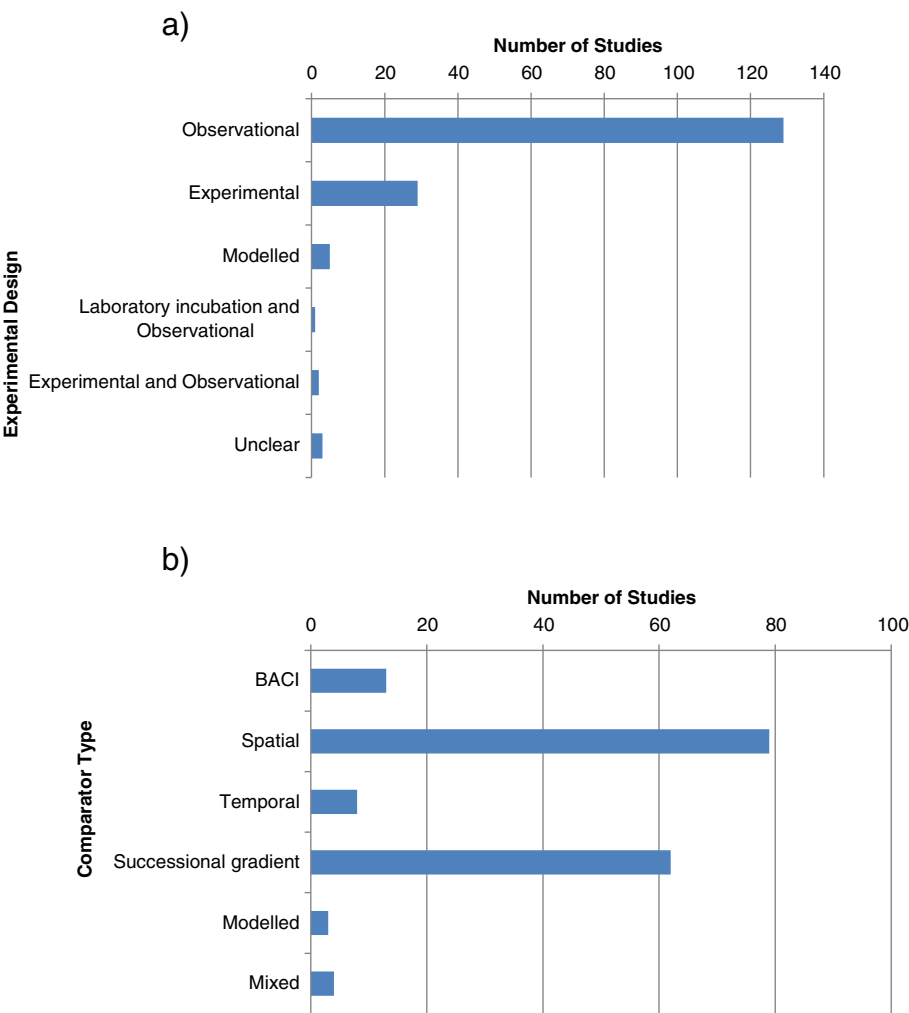 a)
Number of Studies
0 20 40 60 80 100 120 140
Experimental Design
Observational
Experimental
Modelled
Laboratory incubation and
Observational
Experimental and Observational
Unclear
b)
Number of Studies
0 20 40 60 80 100
Comparator Type
BACI
Spatial
Temporal
Successional gradient
Modelled
Mixed